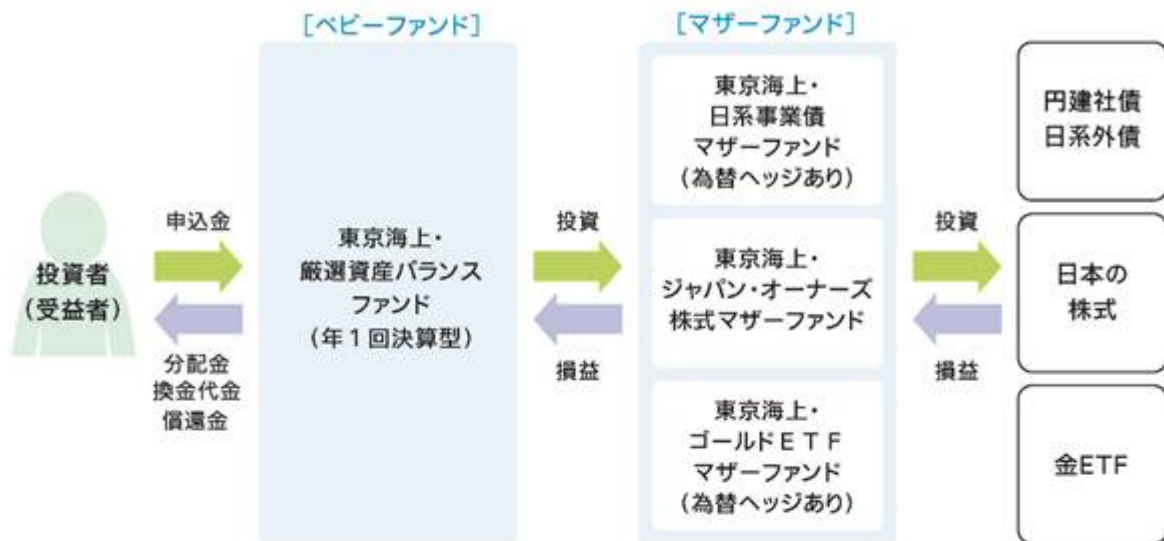 [ベビーファンド]
[マザーファンド]
投資者
(受益者)
申込金
分配金
換金代金
償還金
東京海上・
厳選資産バランス
ファンド
(年1回決算型)
投資
損益
東京海上・
日系事業債
マザーファンド
(為替ヘッジあり)
東京海上・
ジャパン・オーナーズ
株式マザーファンド
東京海上・
ゴールドETF
マザーファンド
(為替ヘッジあり)
投資
損益
円建社債
日系外債
日本の
株式
金ETF